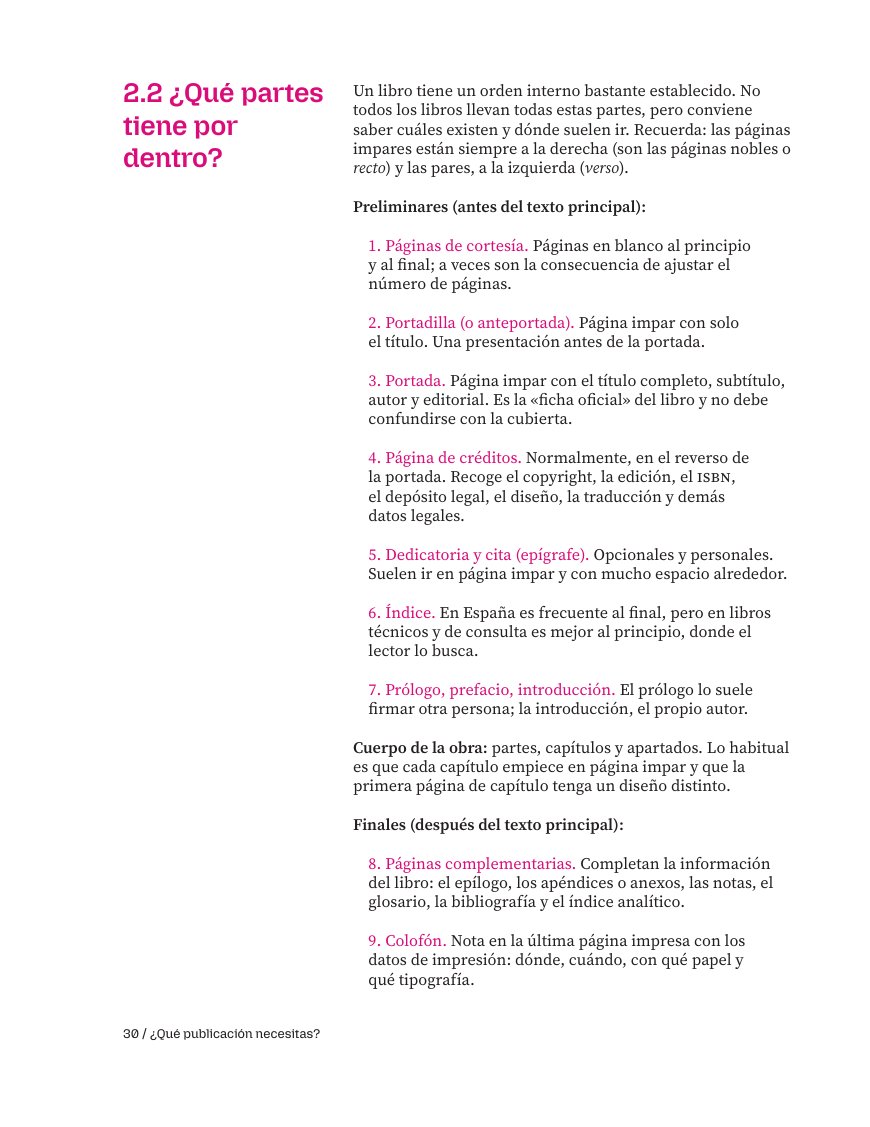 2.2 ¿Qué partes
tiene por
dentro?
Un libro tiene un orden interno bastante establecido. No
todos los libros llevan todas estas partes, pero conviene
saber cuáles existen y dónde suelen ir. Recuerda: las páginas
impares están siempre a la derecha (son las páginas nobles o
recto) y las pares, a la izquierda (verso).
Preliminares (antes del texto principal):
1. Páginas de cortesía. Páginas en blanco al principio
y al final; a veces son la consecuencia de ajustar el
número de páginas.
2. Portadilla (o anteportada). Página impar con solo
el título. Una presentación antes de la portada.
3. Portada. Página impar con el título completo, subtítulo,
autor y editorial. Es la «ficha oficial» del libro y no debe
confundirse con la cubierta.
4. Página de créditos. Normalmente, en el reverso de
la portada. Recoge el copyright, la edición, el ISBN,
el depósito legal, el diseño, la traducción y demás
datos legales.
5. Dedicatoria y cita (epígrafe). Opcionales y personales.
Suelen ir en página impar y con mucho espacio alrededor.
6. Índice. En España es frecuente al final, pero en libros
técnicos y de consulta es mejor al principio, donde el
lector lo busca.
7. Prólogo, prefacio, introducción. El prólogo lo suele
firmar otra persona; la introducción, el propio autor.
Cuerpo de la obra: partes, capítulos y apartados. Lo habitual
es que cada capítulo empiece en página impar y que la
primera página de capítulo tenga un diseño distinto.
Finales (después del texto principal):
8. Páginas complementarias. Completan la información
del libro: el epílogo, los apéndices o anexos, las notas, el
glosario, la bibliografía y el índice analítico.
9. Colofón. Nota en la última página impresa con los
datos de impresión: dónde, cuándo, con qué papel y
qué tipografía.
30 / ¿Qué publicación necesitas?